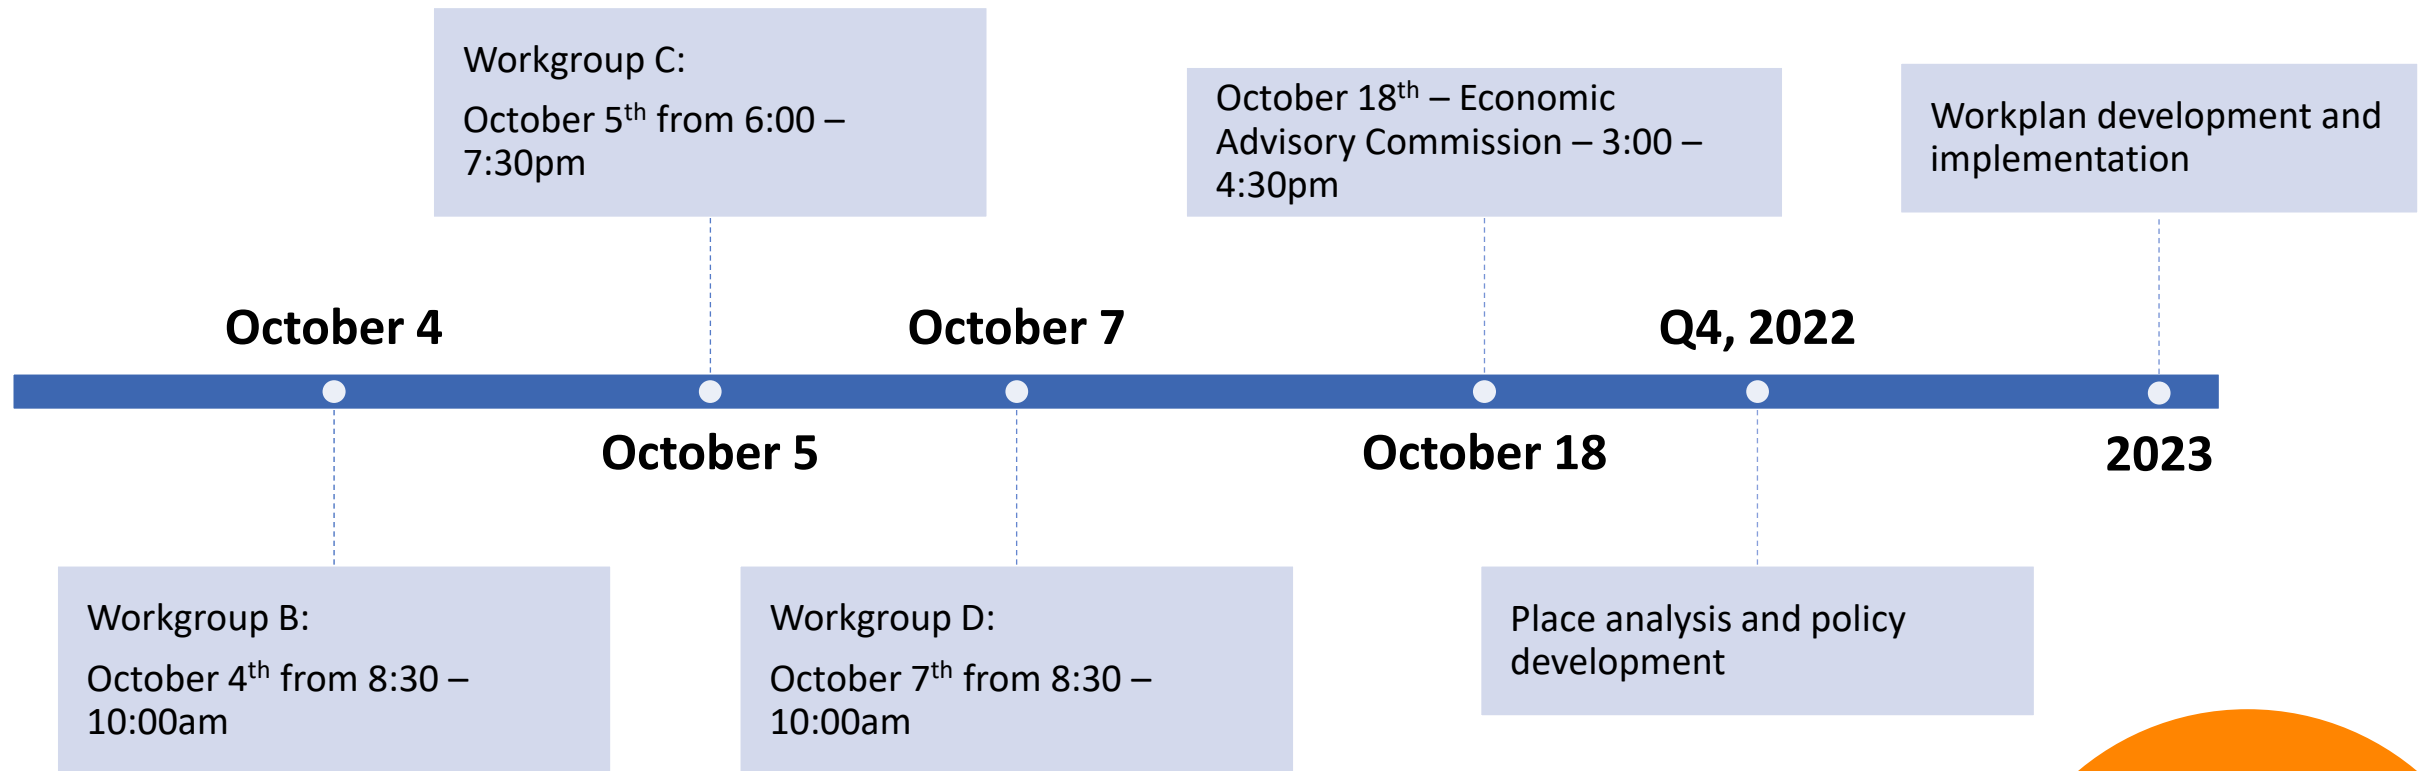 Workgroup C:
October 5th from 6:00 –
7:30pm
October 18th – Economic
Advisory Commission – 3:00 –
4:30pm
Workplan development and
implementation
October 4
October 7
Q4, 2022
October 5
October 18
2023
Workgroup B:
October 4th from 8:30 –
10:00am
Workgroup D:
October 7th from 8:30 –
10:00am
Place analysis and policy
development